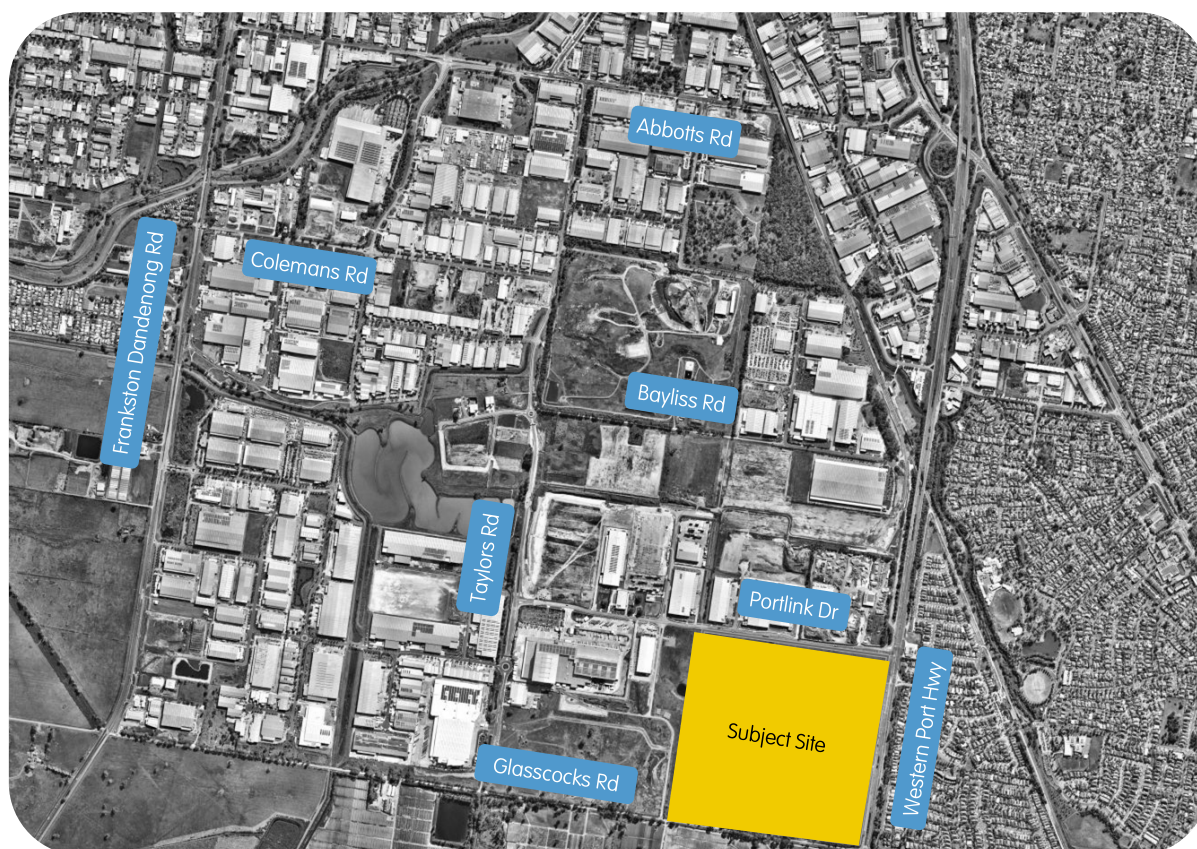 Abbotts Rd
Colemans Rd
Frankston Dandenong Rd
Bayliss Rd
Taylors Rd
Portlink Dr
Subject Site
Western Port Hwy
Glasscocks Rd